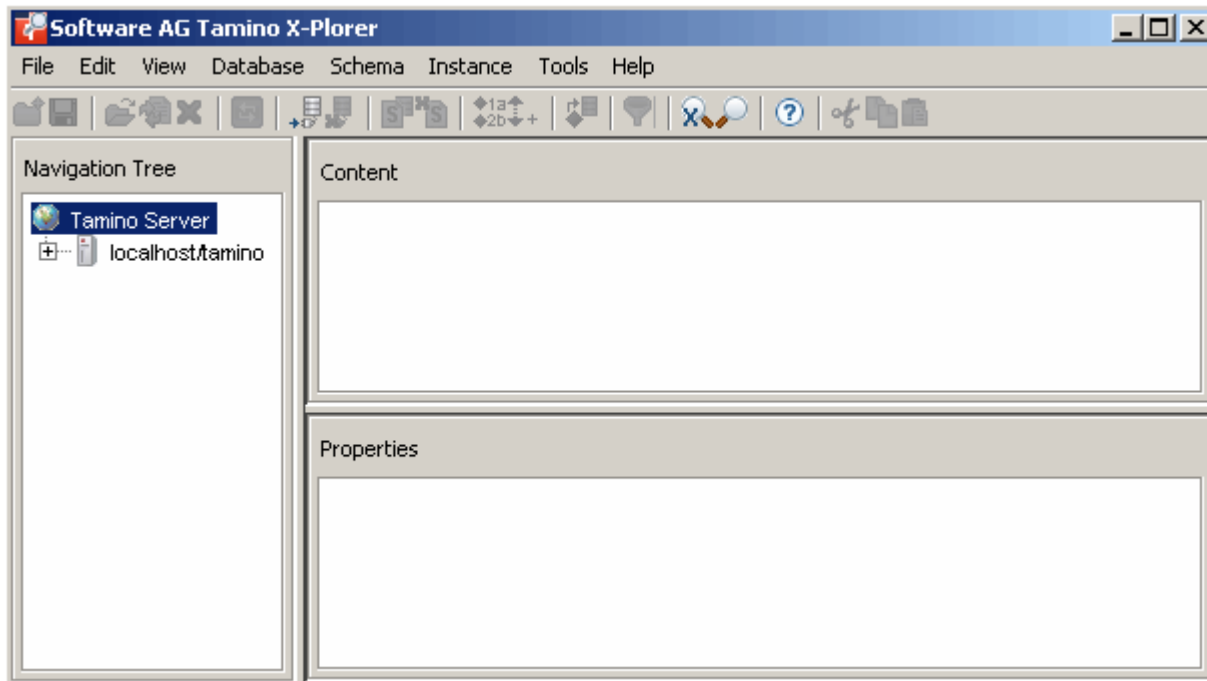 Software AG Tamino X-Plorer
File Edit View Database Schema Instance Tools Help
Navigation Tree
Tamino Server
localhost/tamino
Content
Properties